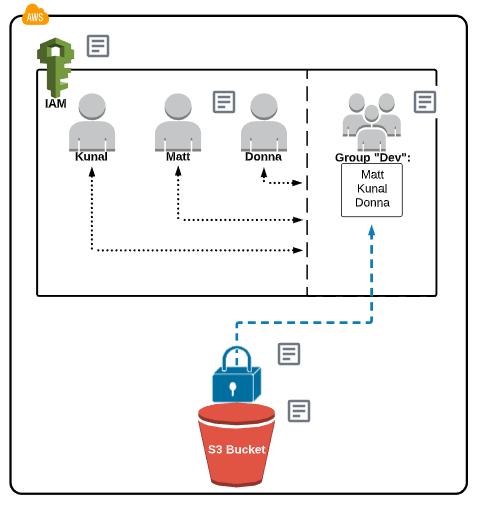 AWS
IAM
Kunal
Matt
Donna
Group "Dev":
Matt
Kunal
Donna
S3 Bucket